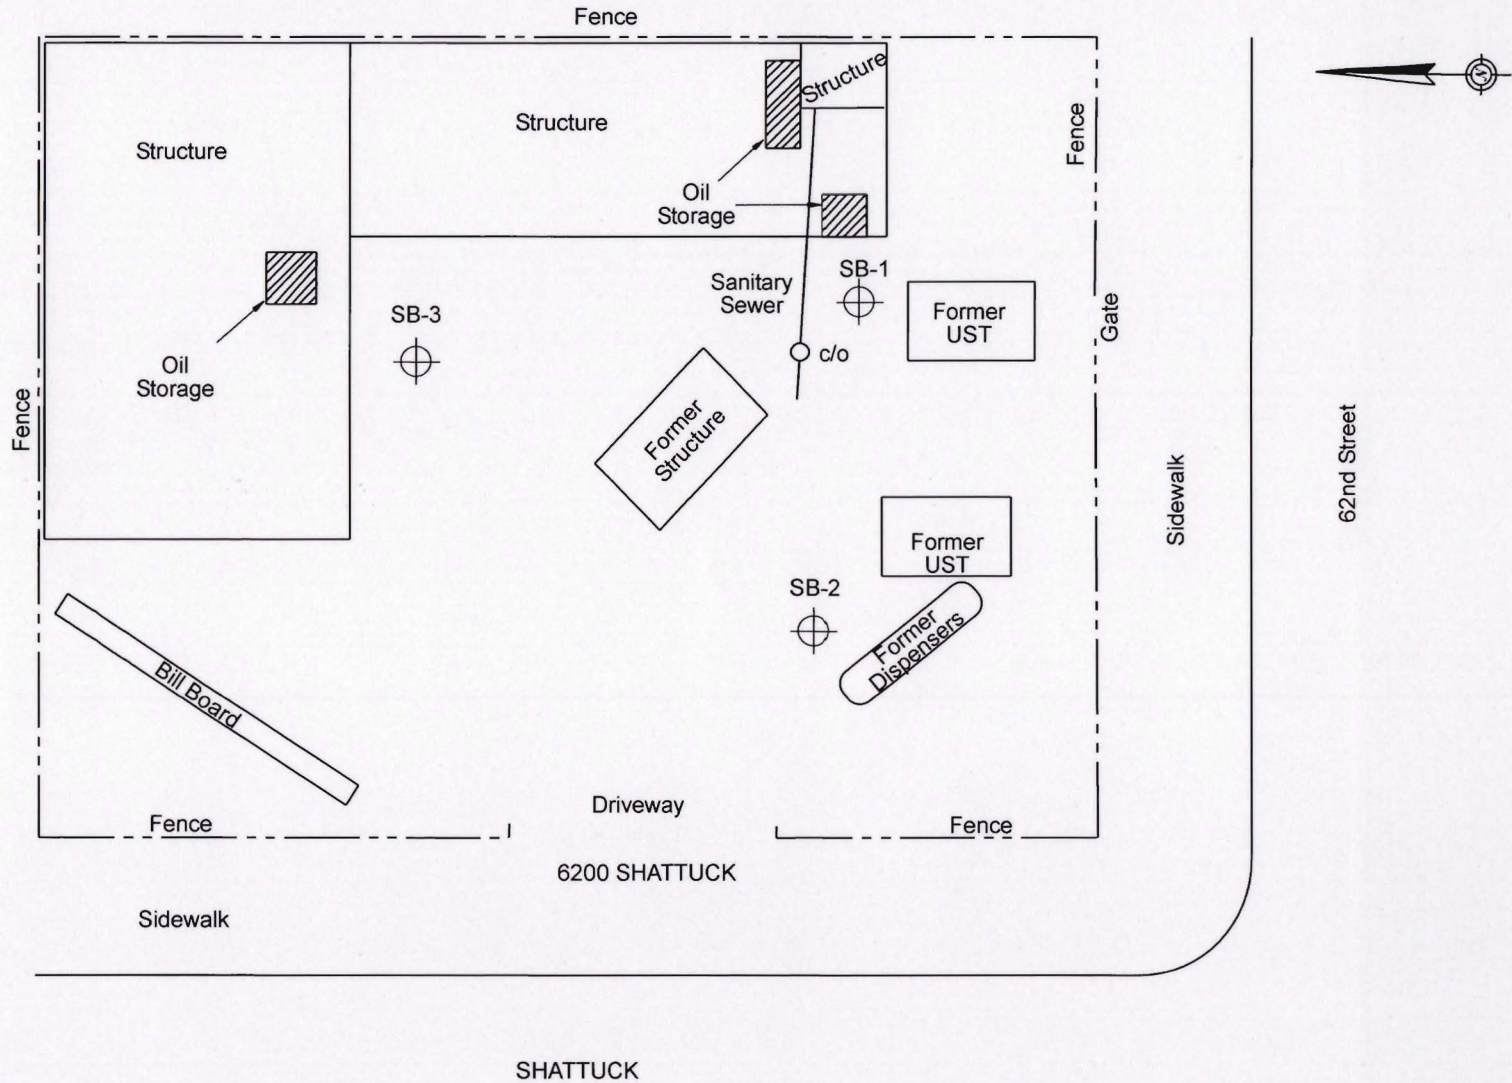 Fence
Structure
Structure
Structure
Fence
N
Oil
Storage
Sanitary
Sewer
SB-1
SB-3
Former
UST
Gate
c/o
Oil
Storage
Fence
Former
Structure
Sidewalk
62nd Street
Former
UST
SB-2
Former
Dispensers
Bill Board
Driveway
Fence
Fence
6200 SHATTUCK
Sidewalk
SHATTUCK